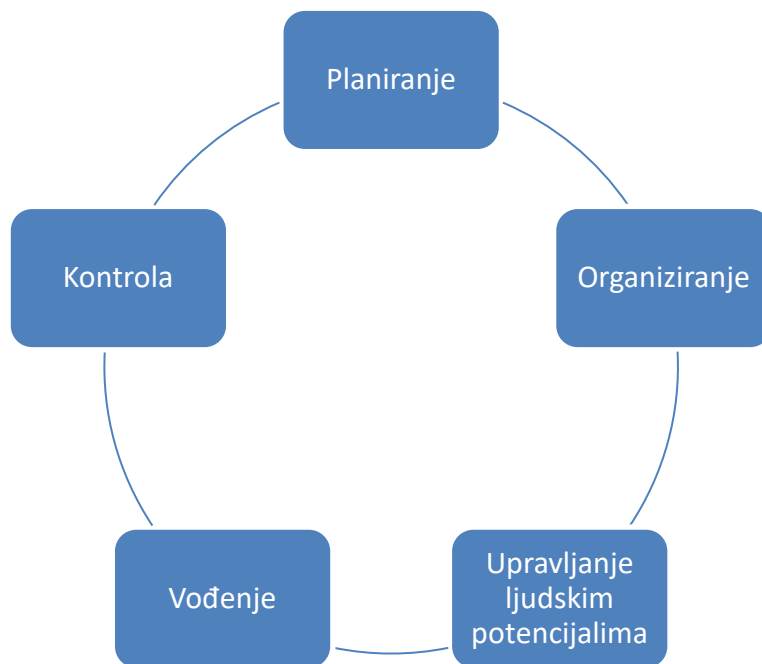 Planiranje
Organiziranje
Upravljanje
ljudskim
potencijalima
Vođenje
Kontrola